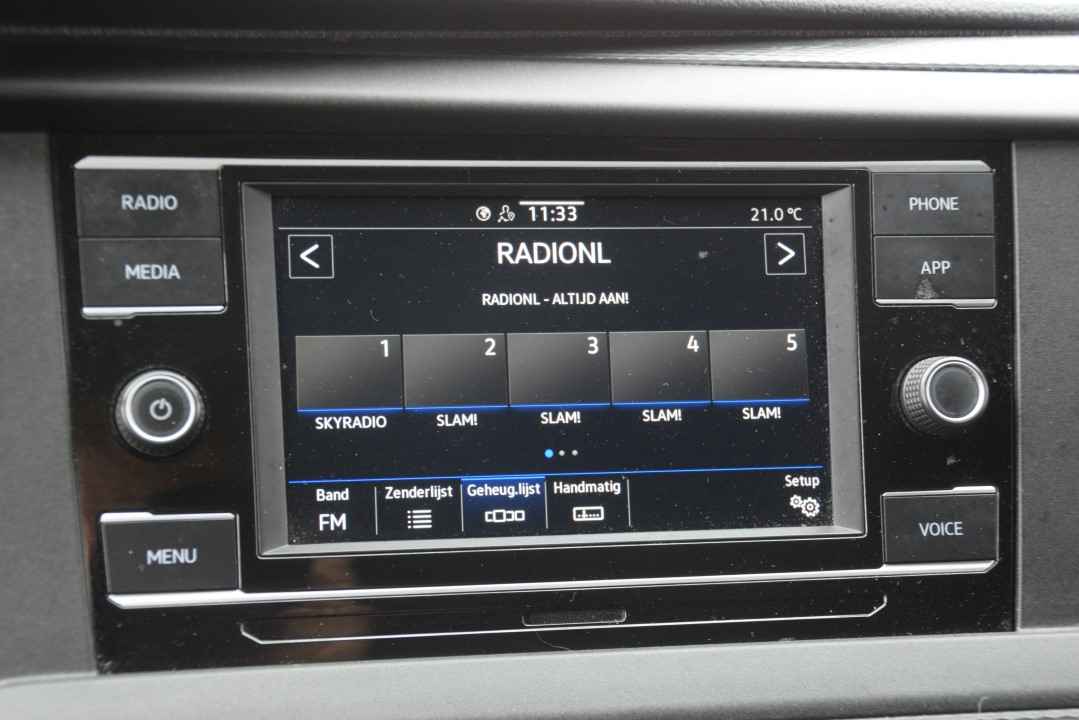 RADIO
MEDIA
MENU
11:33
21.0 °C
<
RADIONL
>
RADIONL - ALTIJD AAN!
1
2
3
4
5
SKYRADIO
SLAM!
SLAM!
SLAM!
SLAM!
Band
FM
Zenderlijst
Geheug.lijst
Handmatig
Setup
PHONE
APP
VOICE